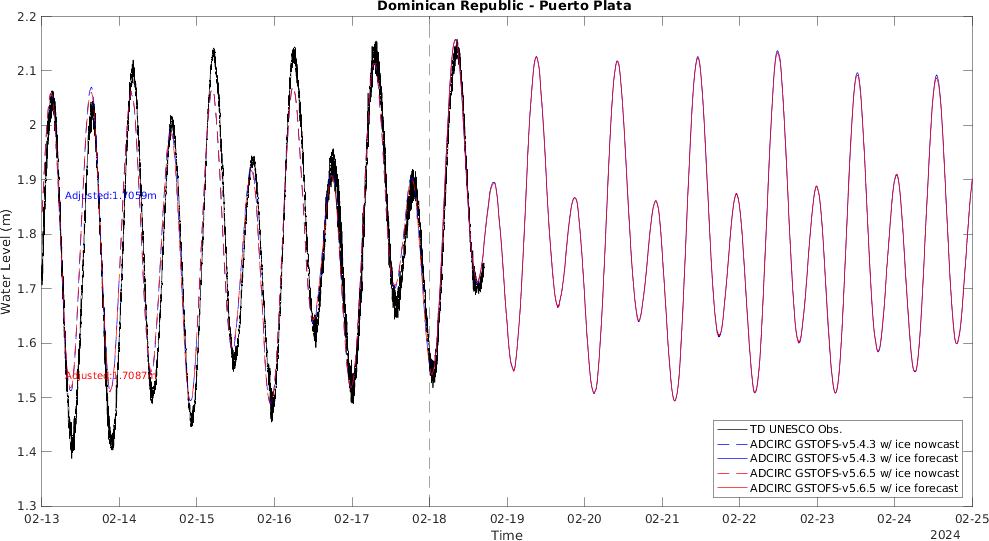 Dominican Republic - Puerto Plata
2.2
2.1
2
1.9
1.8
1.7
1.6
1.5
1.4
1.3
Water Level (m)
Adjusted:1.7059m
Adjusted:1.7087m
TD UNESCO Obs.
ADCIRC GSTOFS-v5.4.3 w/ ice nowcast
ADCIRC GSTOFS-v5.4.3 w/ ice forecast
ADCIRC GSTOFS-v5.6.5 w/ ice nowcast
ADCIRC GSTOFS-v5.6.5 w/ ice forecast
02-13 02-14 02-15 02-16 02-17 02-18 02-19 02-20 02-21 02-22 02-23 02-24 02-25
Time
2024